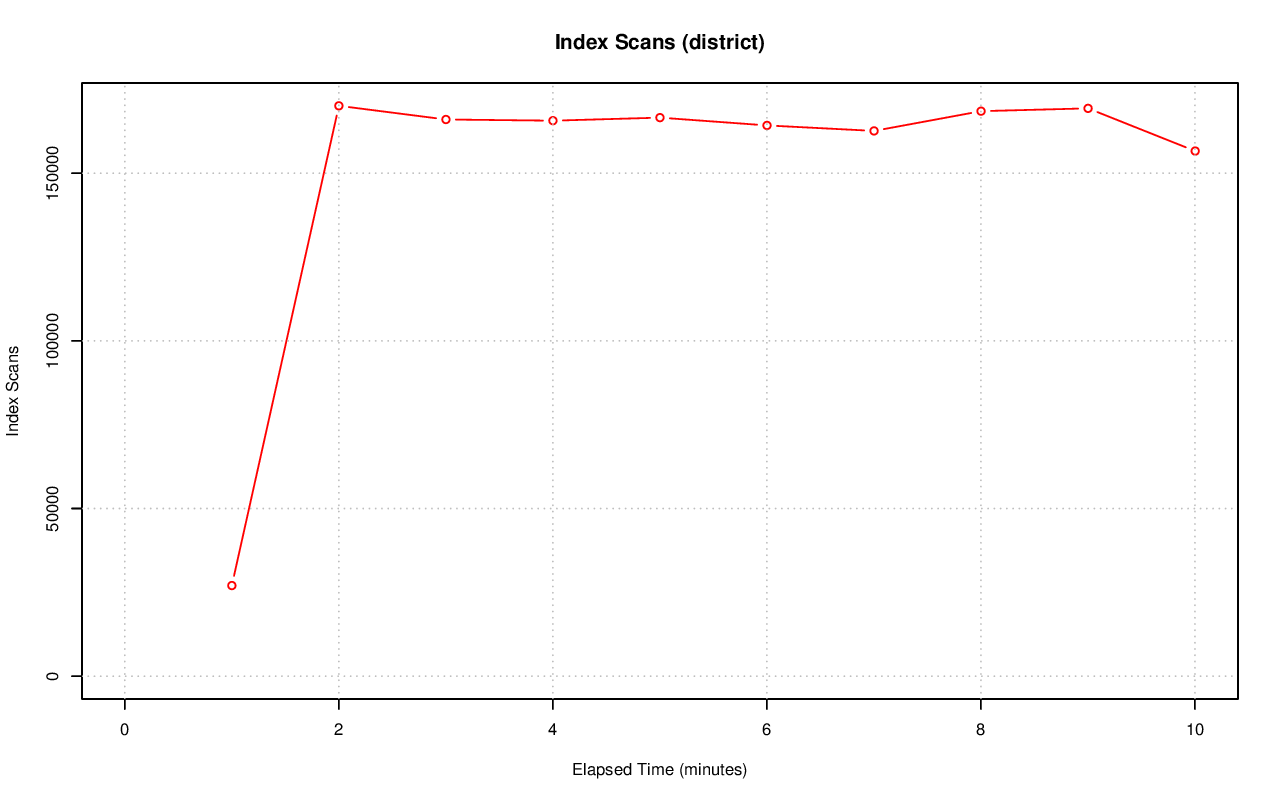 Index Scans (district)
Index Scans
150000
100000
50000
0
0 2 4 6 8 10
Elapsed Time (minutes)